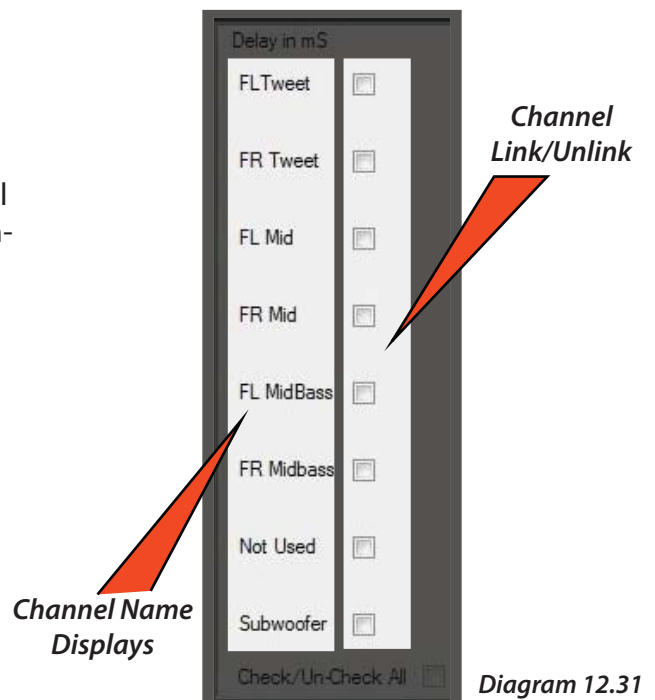 Delay in mS
FLTweet
FR Tweet
FL Mid
FR Mid
FL MidBass
FR Midbass
Not Used
Subwoofer
Check/Un-Check All
Channel
Link/Unlink
Channel Name
Displays
Diagram 12.31